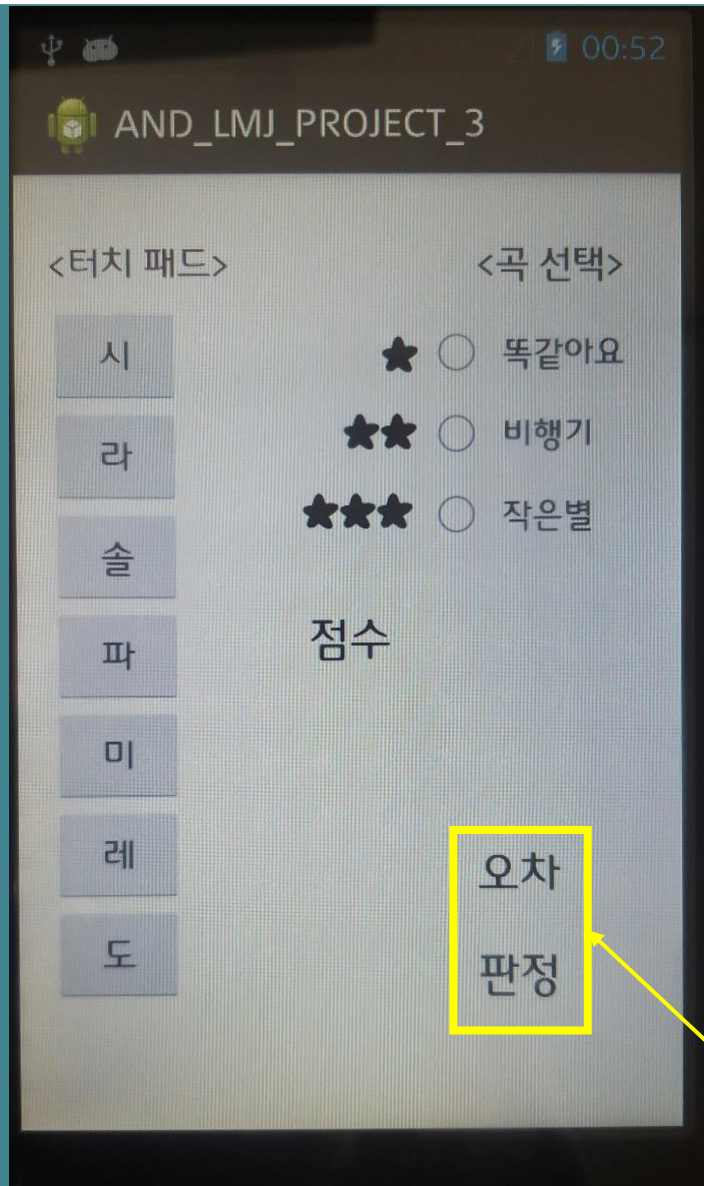 00:52
AND_LMJ_PROJECT_3
<터치 패드>
<곡 선택>
시
★ 똑같아요
라
★★ 비행기
솔
★★★ 작은별
파
점수
미
레
오차
도
판정